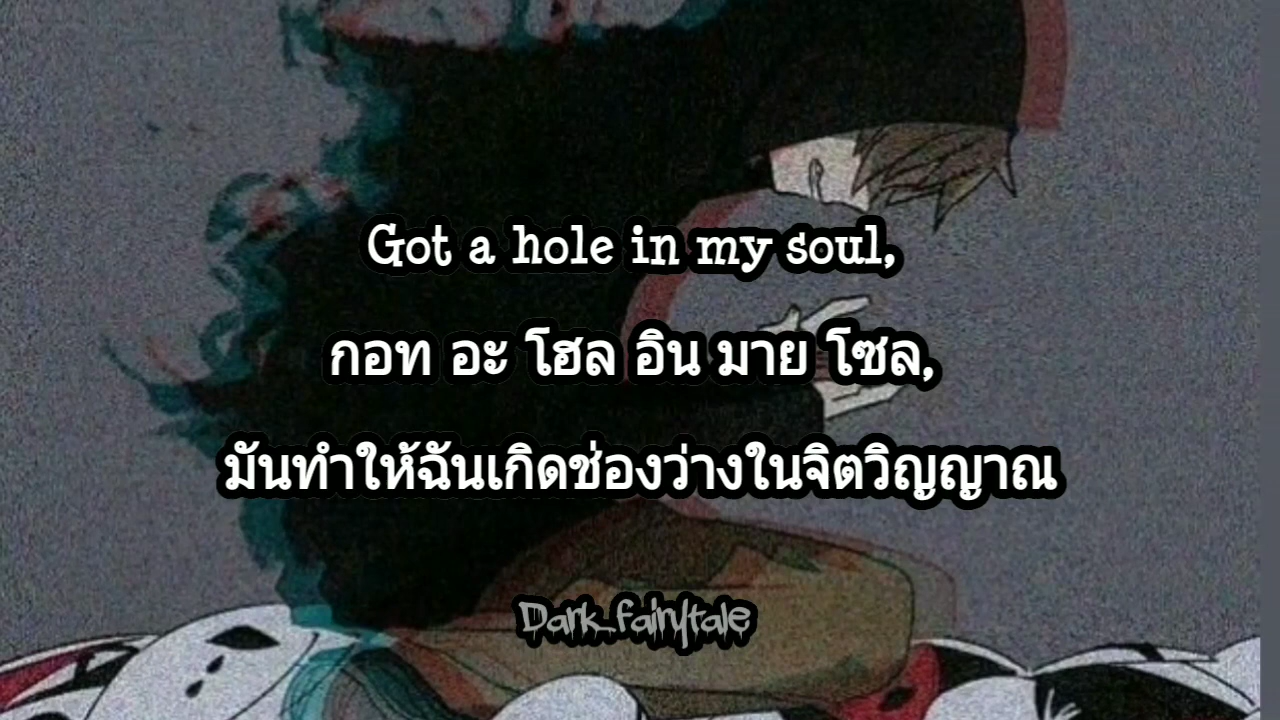 Got a hole in my soul,
กอท อะ โฮล อิน มาย โซล,
มันทำให้ฉันเกิดช่องว่างในจิตวิญญาณ
Dark_fairytale